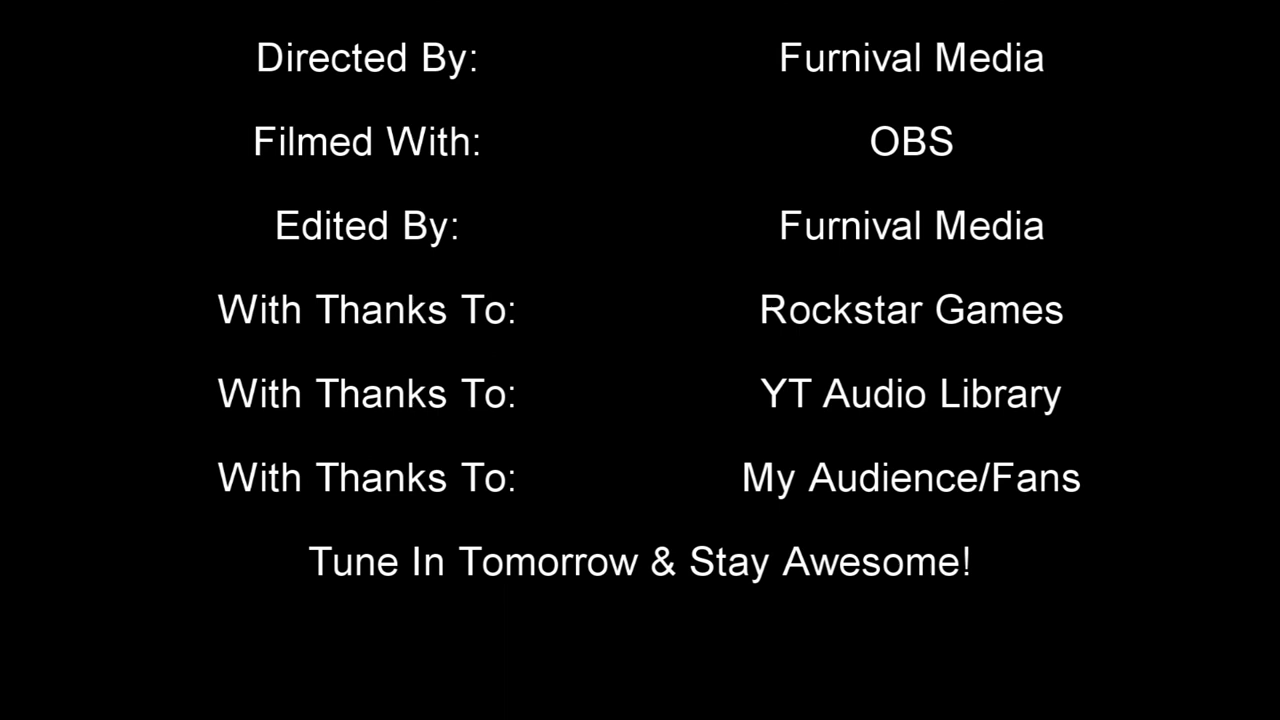 Directed By: Furnival Media
Filmed With: OBS
Edited By: Furnival Media
With Thanks To: Rockstar Games
With Thanks To: YT Audio Library
With Thanks To: My Audience/Fans
Tune In Tomorrow & Stay Awesome!